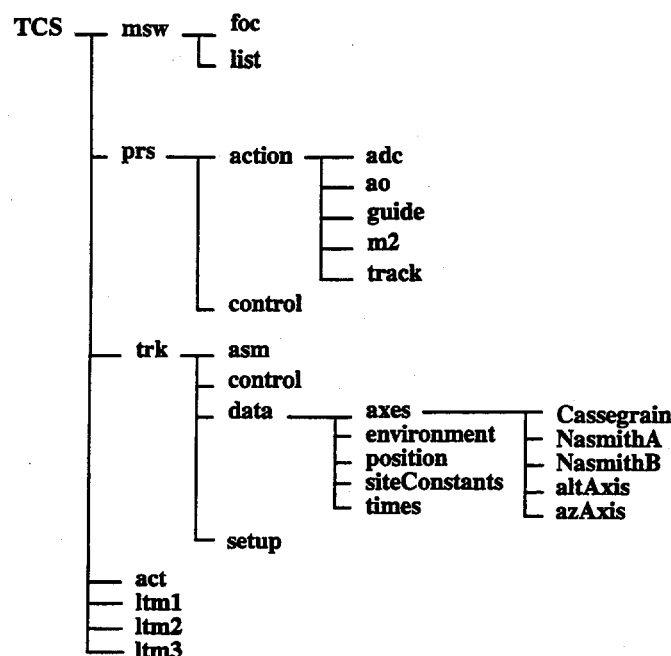 TCS msw foc
list
prs action adc
ao
guide
m2
track
control
trk asm
control
data axes Cassegrain
environment NasmithA
position NasmithB
siteConstants altAxis
times azAxis
setup
act
ltm1
ltm2
ltm3